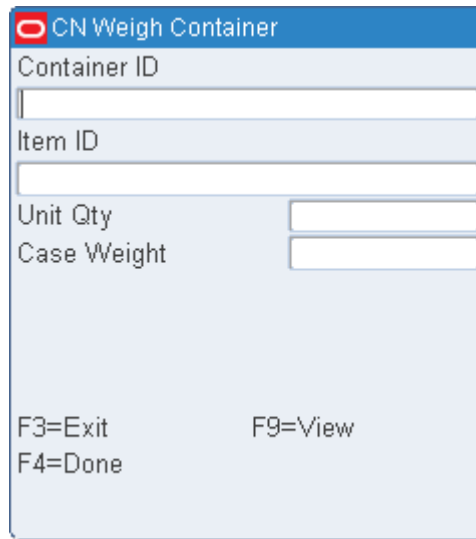 CN Weigh Container
Container ID
Item ID
Unit Qty
Case Weight
F3=Exit F9=View
F4=Done